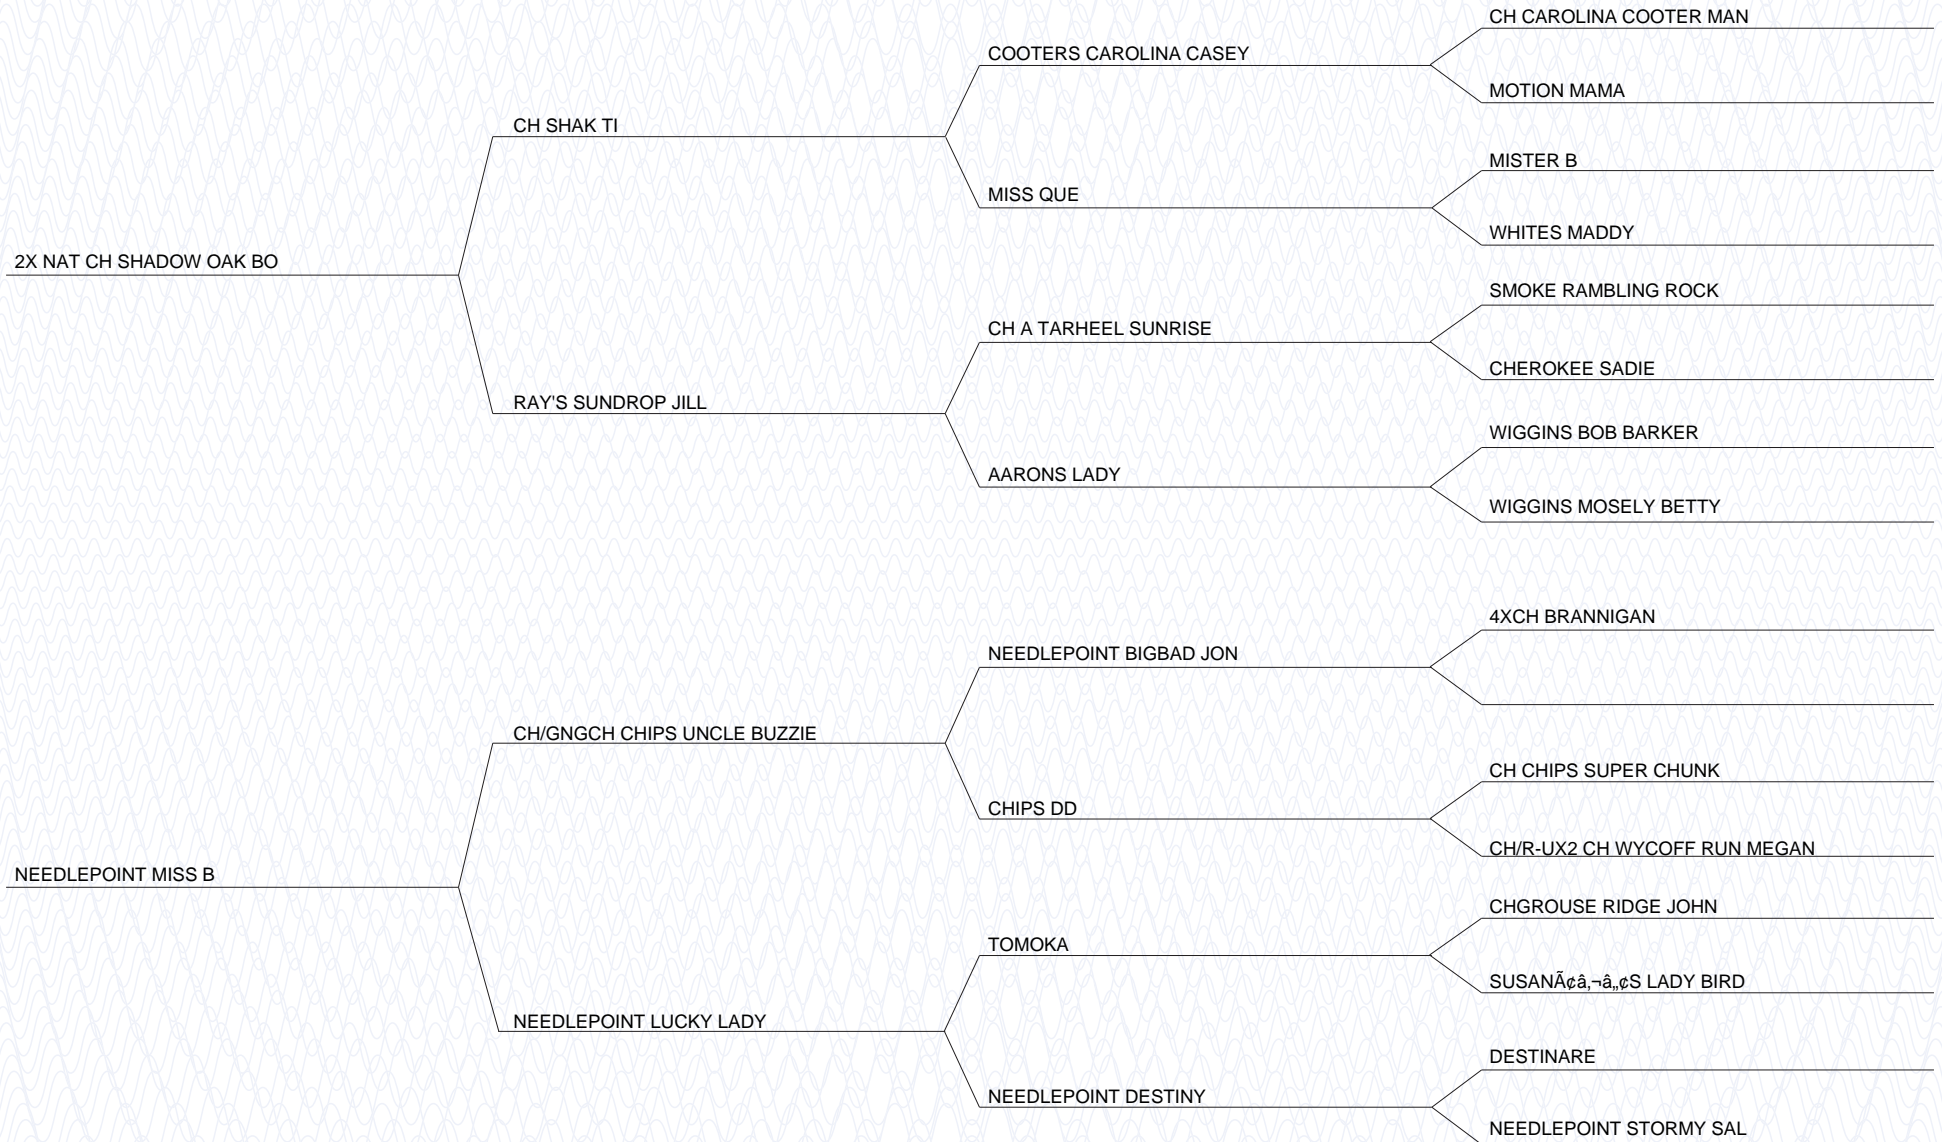 CH CAROLINA COOTER MAN
COOTERS CAROLINA CASEY
MOTION MAMA
CH SHAK TI
MISTER B
MISS QUE
WHITES MADDY
2X NAT CH SHADOW OAK BO
SMOKE RAMBLING ROCK
CH A TARHEEL SUNRISE
CHEROKEE SADIE
RAY'S SUNDROP JILL
WIGGINS BOB BARKER
AARONS LADY
WIGGINS MOSELY BETTY
4XCH BRANNIGAN
NEEDLEPOINT BIGBAD JON
CH/GNGCH CHIPS UNCLE BUZZIE
CH CHIPS SUPER CHUNK
CHIPS DD
CH/R-UX2 CH WYCOFF RUN MEGAN
NEEDLEPOINT MISS B
CHGROUSE RIDGE JOHN
TOMOKA
SUSANÃ¢â‚¬â„¢S LADY BIRD
NEEDLEPOINT LUCKY LADY
DESTINARE
NEEDLEPOINT DESTINY
NEEDLEPOINT STORMY SAL